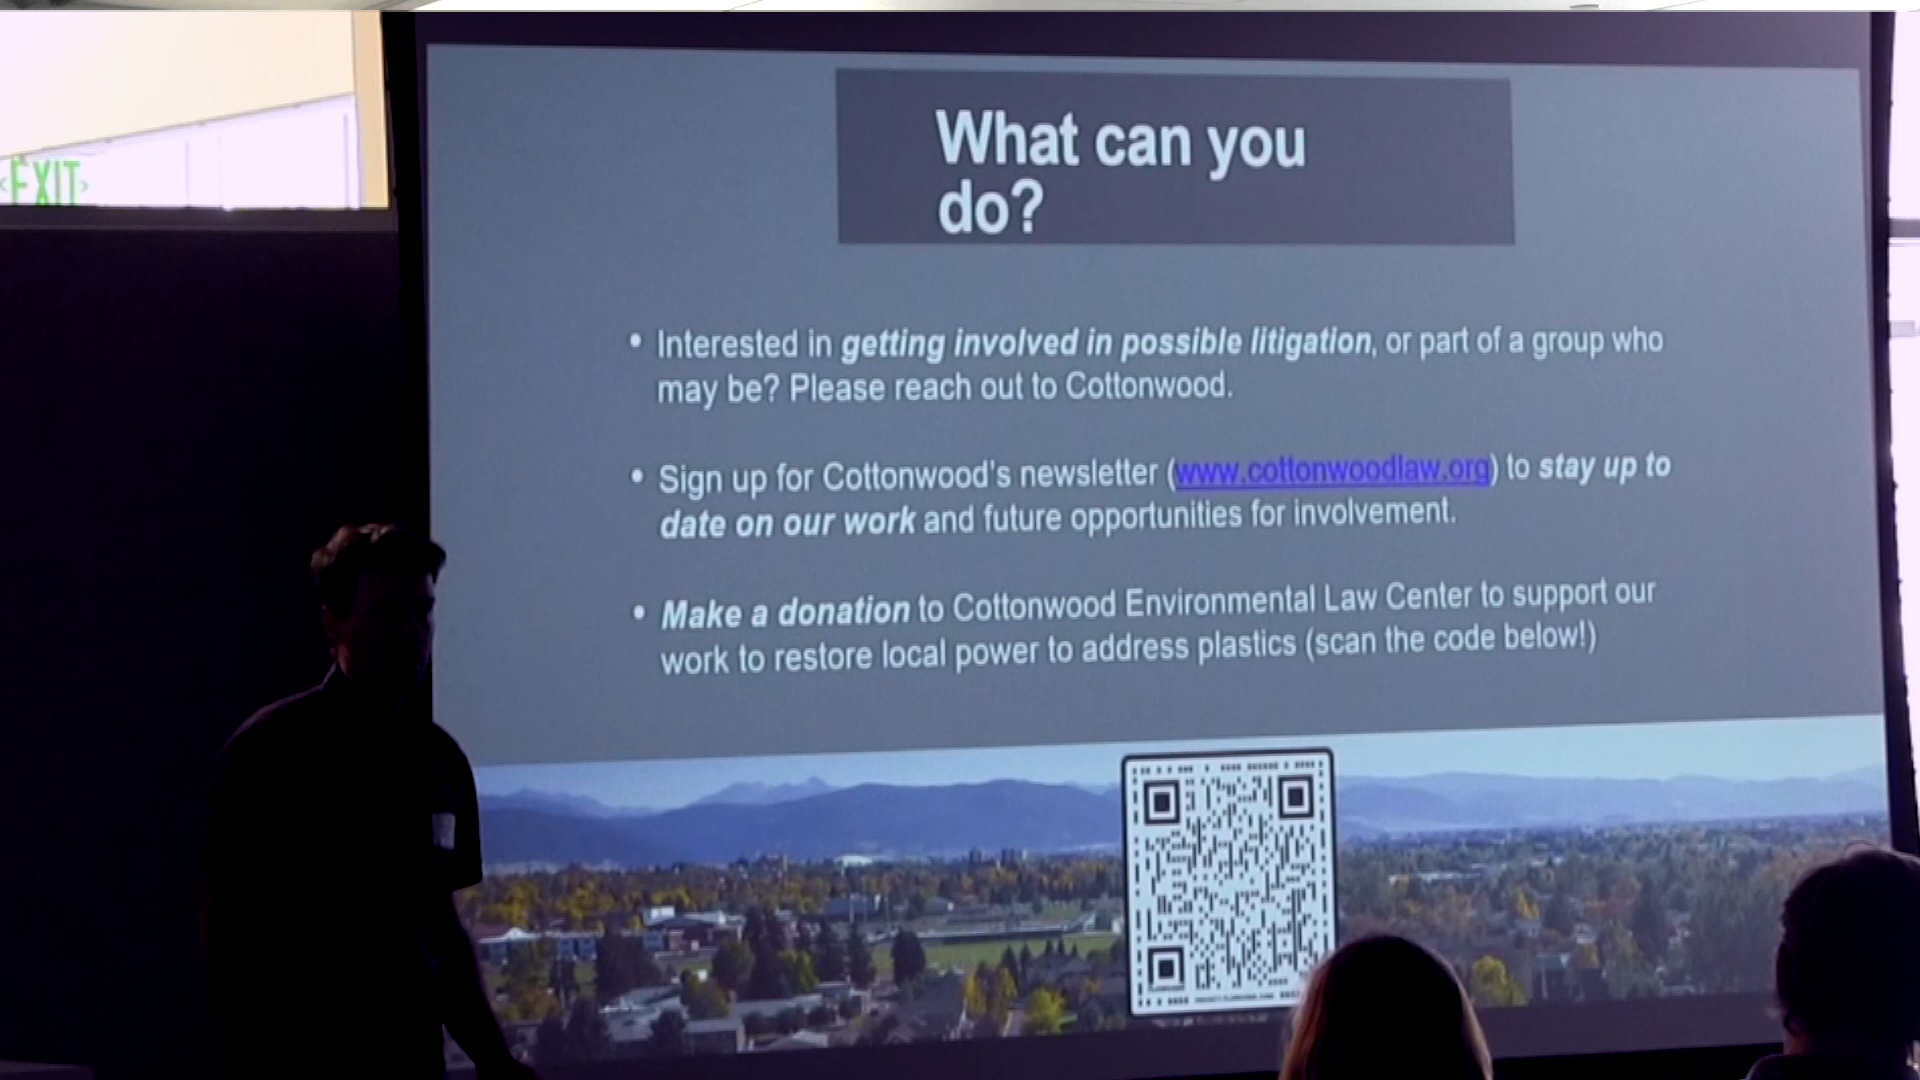 EXIT
What can you
do?
• Interested in getting involved in possible litigation, or part of a group who
may be? Please reach out to Cottonwood.
• Sign up for Cottonwood's newsletter (www.cottonwoodlaw.org) to stay up to
date on our work and future opportunities for involvement.
• Make a donation to Cottonwood Environmental Law Center to support our
work to restore local power to address plastics (scan the code below!)